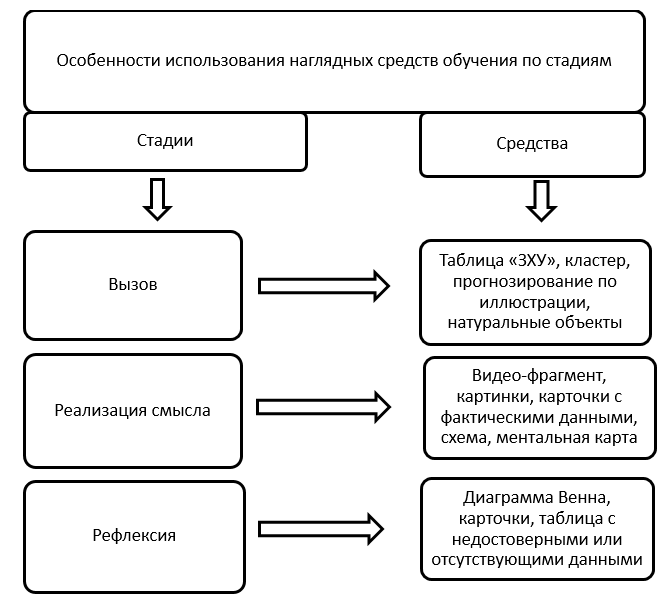 Особенности использования наглядных средств обучения по стадиям
Стадии
Средства
Вызов
Таблица «ЗХУ», кластер,
прогнозирование по
иллюстрации,
натуральные объекты
Реализация смысла
Видео-фрагмент,
картинки, карточки с
фактическими данными,
схема, ментальная карта
Рефлексия
Диаграмма Венна,
карточки, таблица с
недостоверными или
отсутствующими данными